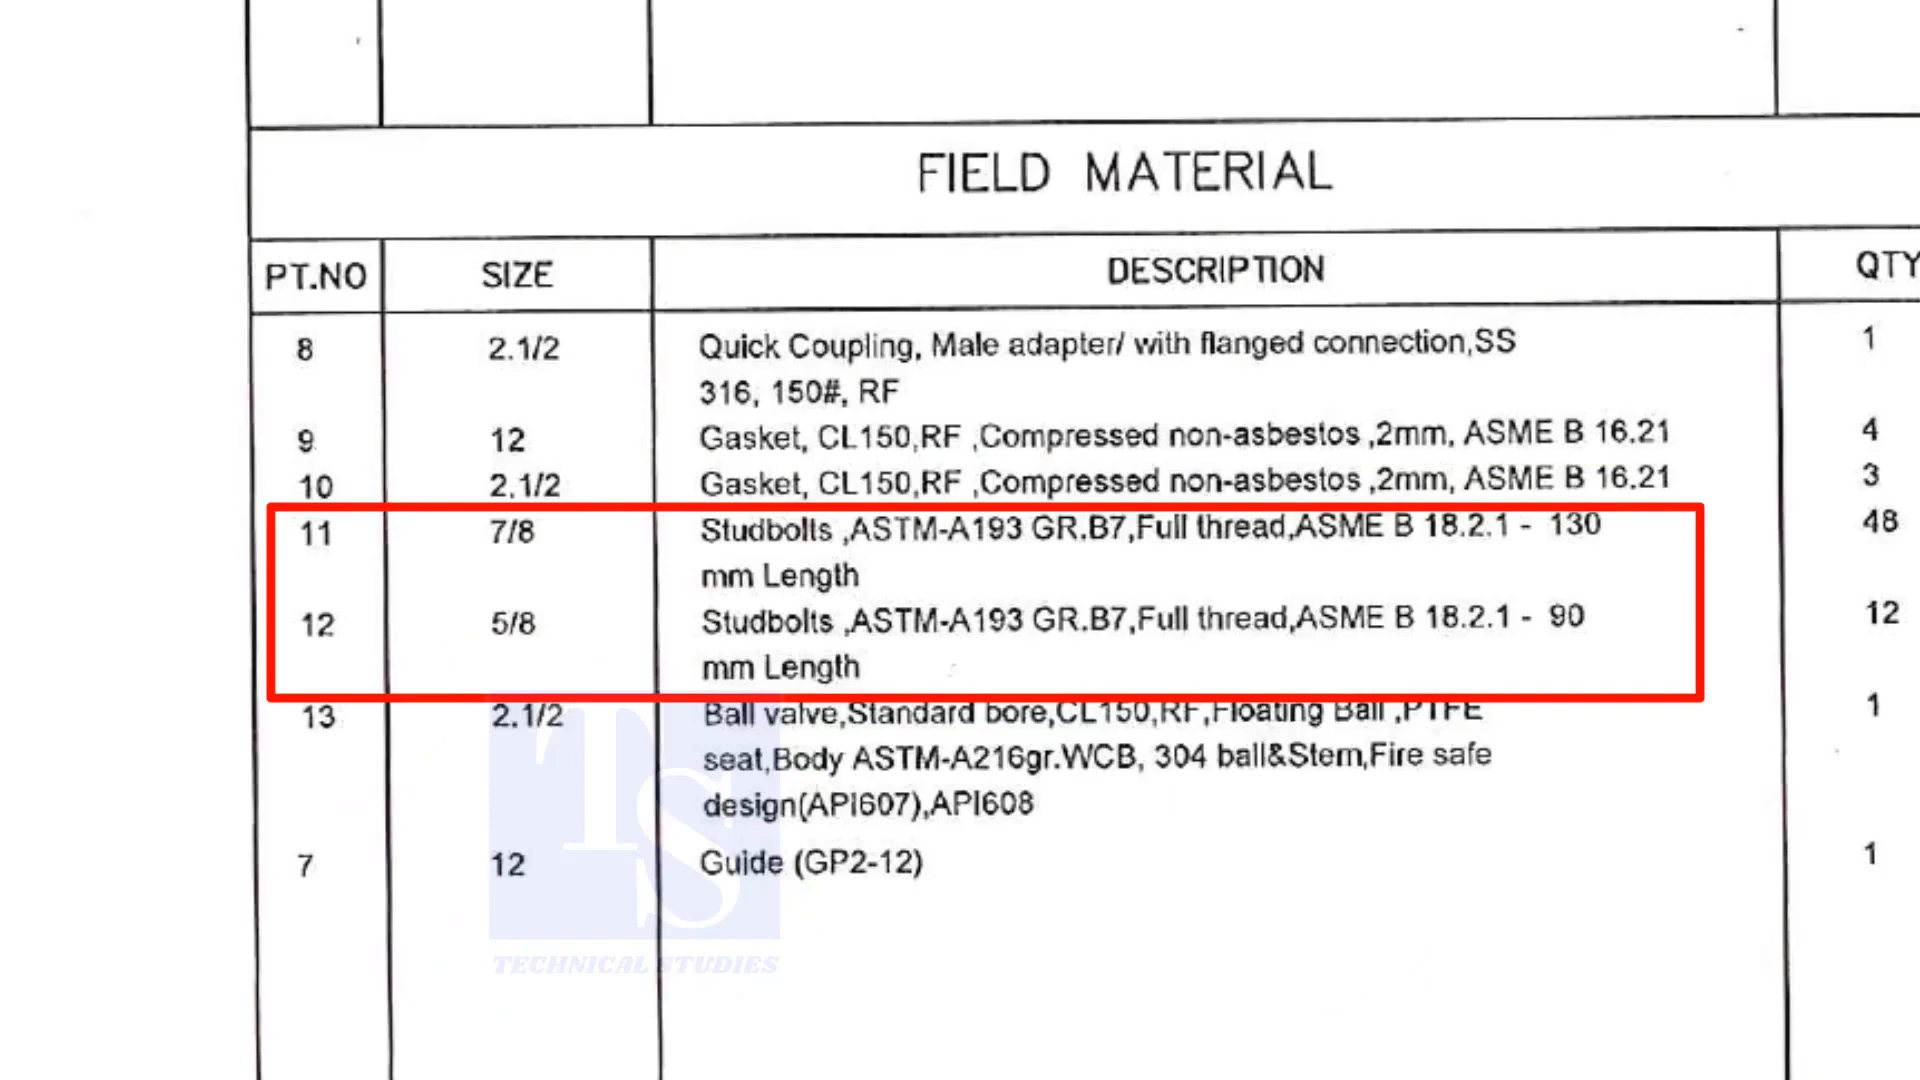 FIELD MATERIAL
PT.NO SIZE DESCRIPTION QTY
8 2.1/2 Quick Coupling, Male adapter/ with flanged connection,SS 1
316, 150#, RF
9 12 Gasket, CL150,RF ,Compressed non-asbestos ,2mm, ASME B 16.21 4
10 2.1/2 Gasket, CL150,RF ,Compressed non-asbestos ,2mm, ASME B 16.21 3
11 7/8 Studbolts ,ASTM-A193 GR.B7,Full thread,ASME B 18.2.1 - 130 48
mm Length
12 5/8 Studbolts ,ASTM-A193 GR.B7,Full thread,ASME B 18.2.1 - 90 12
mm Length
13 2.1/2 Ball valve,Standard bore,CL150,RF,Floating Ball ,PTFE 1
seat,Body ASTM-A216gr.WCB, 304 ball&Stem,Fire safe
design(API607),API608
7 12 Guide (GP2-12) 1
TS
TECHNICAL STUDIES